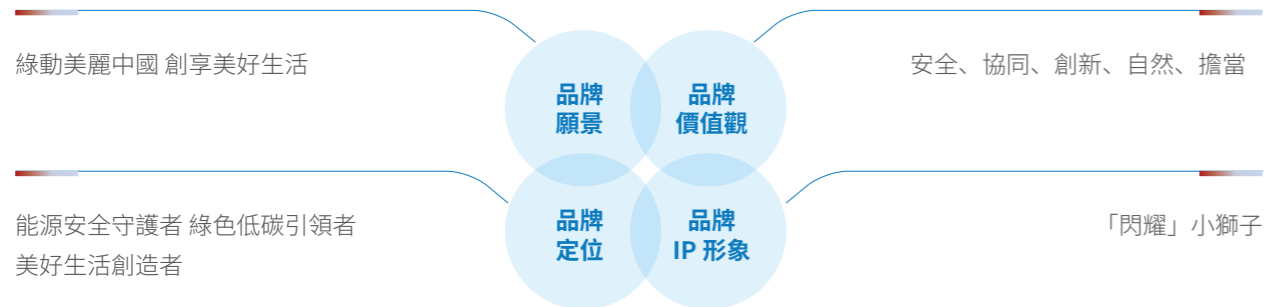 綠動美麗中國 創享美好生活
品牌
願景
品牌
價值觀
安全、協同、創新、自然、擔當
能源安全守護者 綠色低碳引領者
美好生活創造者
品牌
定位
品牌
IP 形象
「閃耀」小獅子